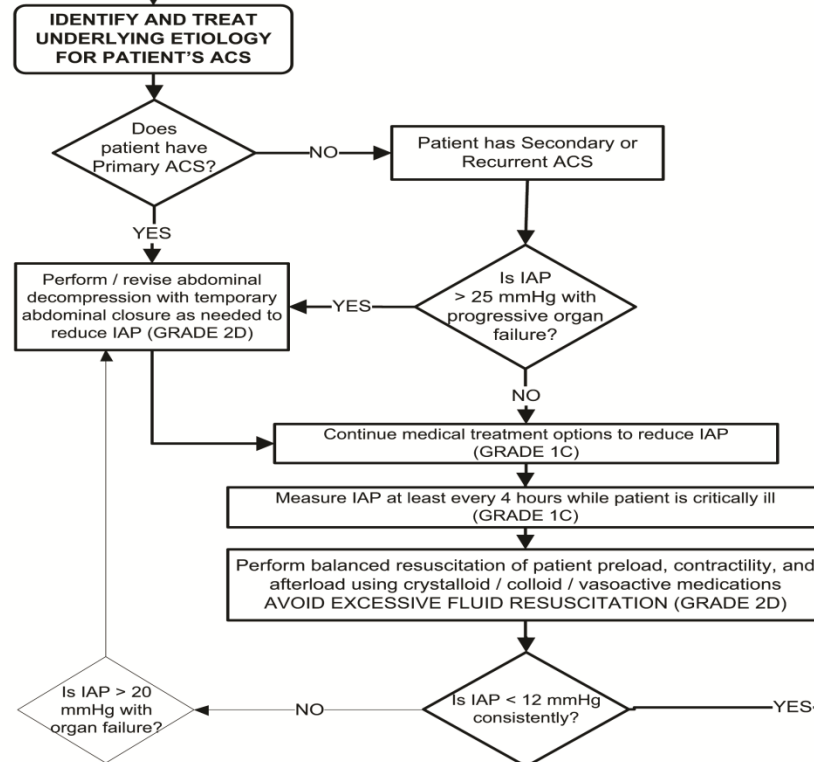 IDENTIFY AND TREAT
UNDERLYING ETIOLOGY
FOR PATIENT'S ACS
Does
patient have
Primary ACS?
NO
Patient has Secondary or
Recurrent ACS
YES
Perform / revise abdominal
decompression with temporary
abdominal closure as needed to
reduce IAP (GRADE 2D)
YES
Is IAP
> 25 mmHg with
progressive organ
failure?
NO
Continue medical treatment options to reduce IAP
(GRADE 1C)
Measure IAP at least every 4 hours while patient is critically ill
(GRADE 1C)
Perform balanced resuscitation of patient preload, contractility, and
afterload using crystalloid / colloid / vasoactive medications
AVOID EXCESSIVE FLUID RESUSCITATION (GRADE 2D)
Is IAP > 20
mmHg with
organ failure?
NO
Is IAP < 12 mmHg
consistently?
YES